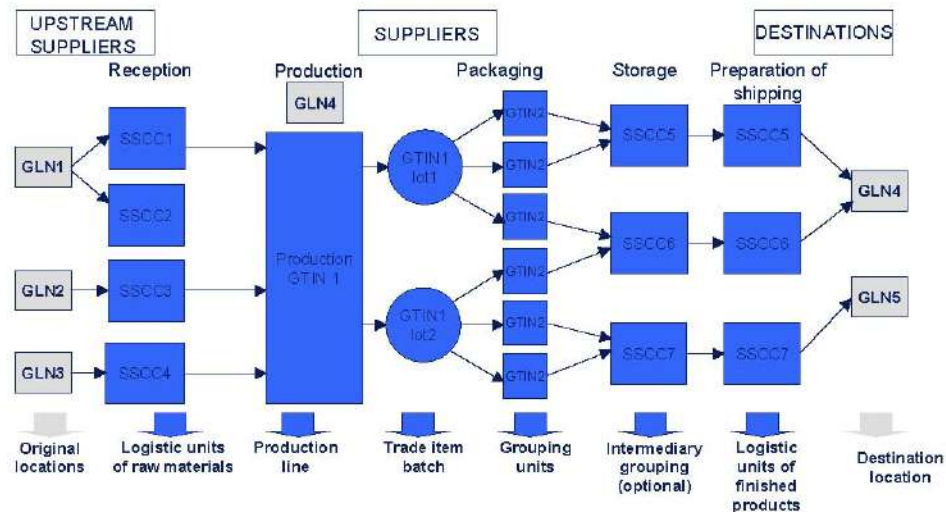 UPSTREAM
SUPPLIERS
SUPPLIERS
DESTINATIONS
Reception
Production
Packaging
Storage
Preparation of
shipping
GLN4
GLN1
GLN2
GLN3
SSCC1
SSCC2
SSCC3
SSCC4
Production
GTIN 1
GTIN1
lot1
GTIN1
lot2
GTIN2
GTIN2
GTIN2
GTIN2
GTIN2
GTIN2
SSCC5
SSCC6
SSCC7
SSCC5
SSCC6
SSCC7
GLN4
GLN5
Original
locations
Logistic units
of raw materials
Production
line
Trade item
batch
Grouping
units
Intermediary
grouping
(optional)
Logistic
units of
finished
products
Destination
location